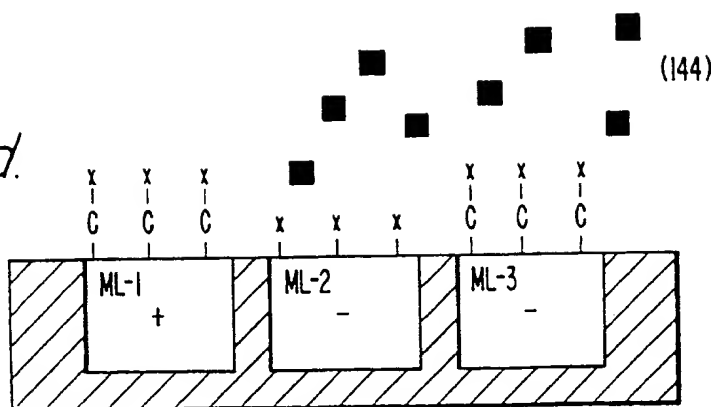 (144)
d.
x x x x x x
C C C x x x C C C
ML-1 ML-2 ML-3
+ - -